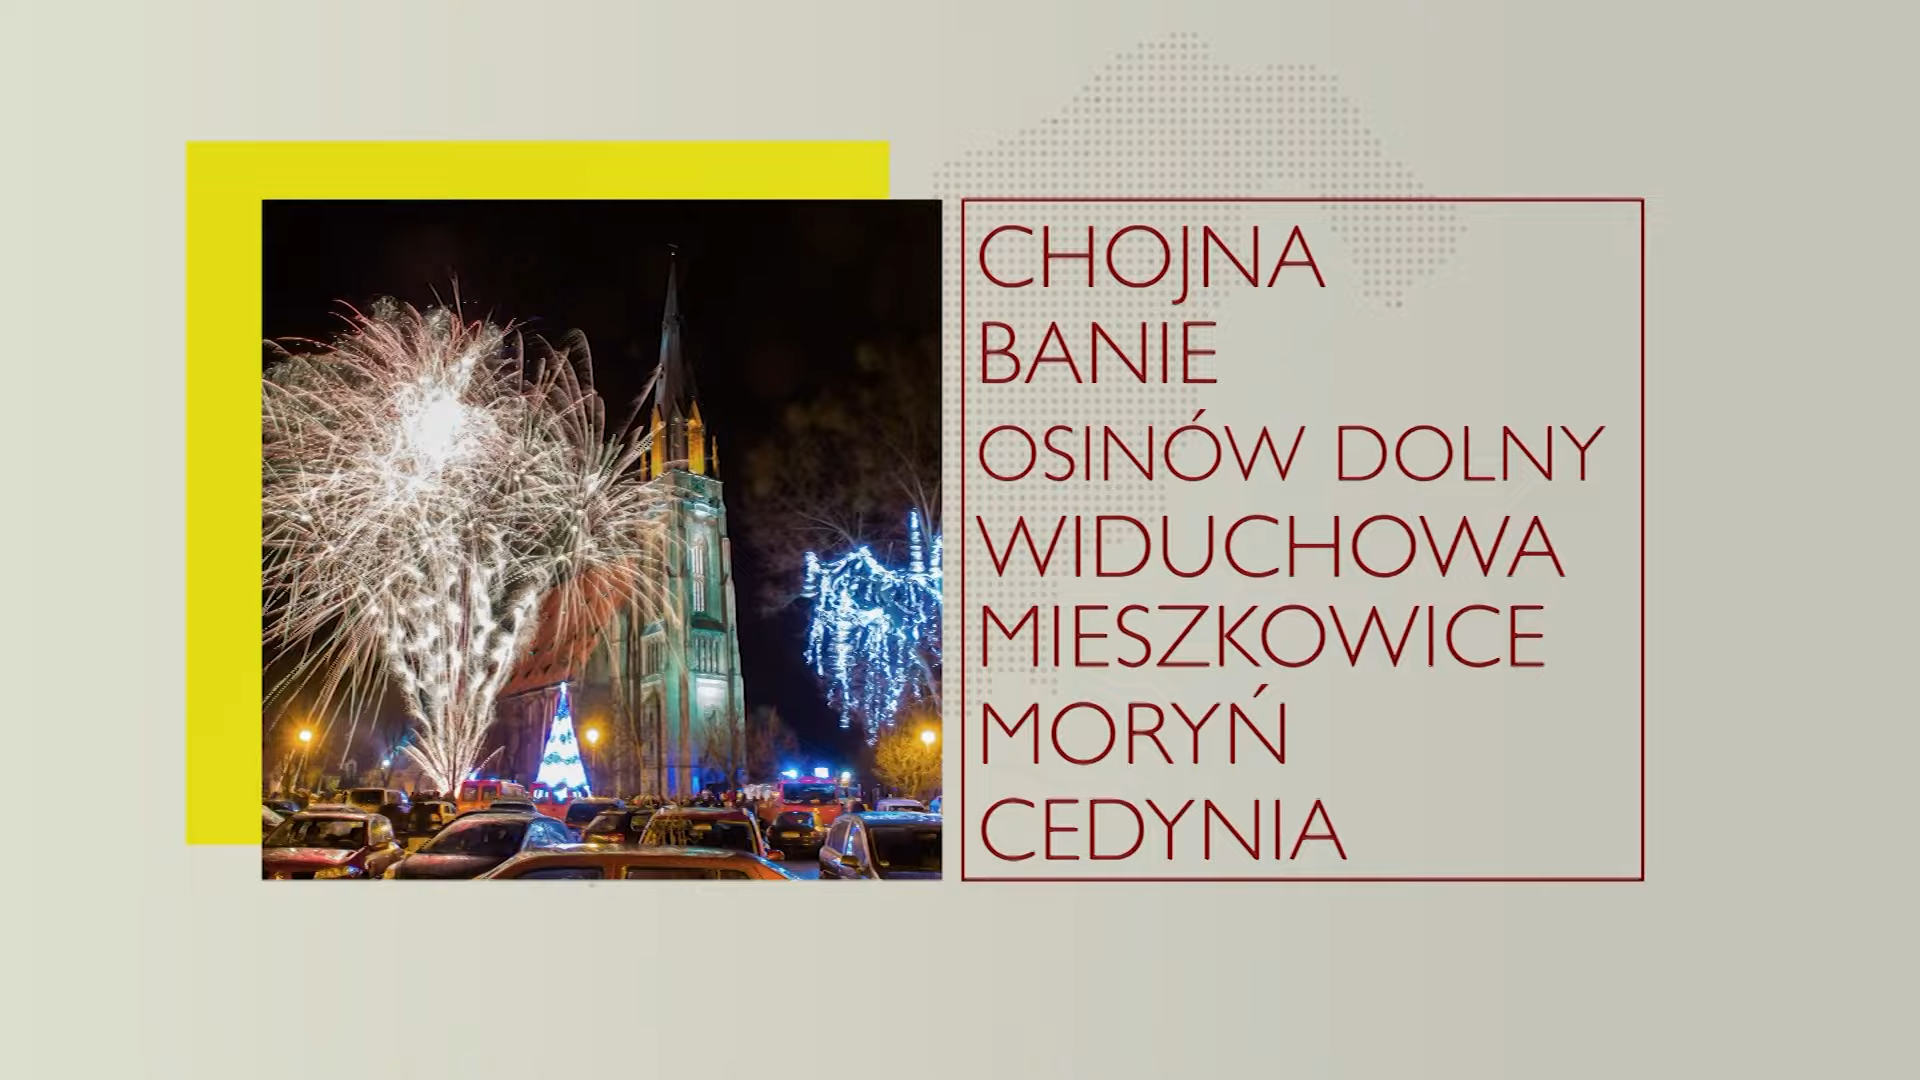 CHOJNA
BANIE
OSINÓW DOLNY
WIDUCHOWA
MIESZKOWICE
MORYŃ
CEDYNIA